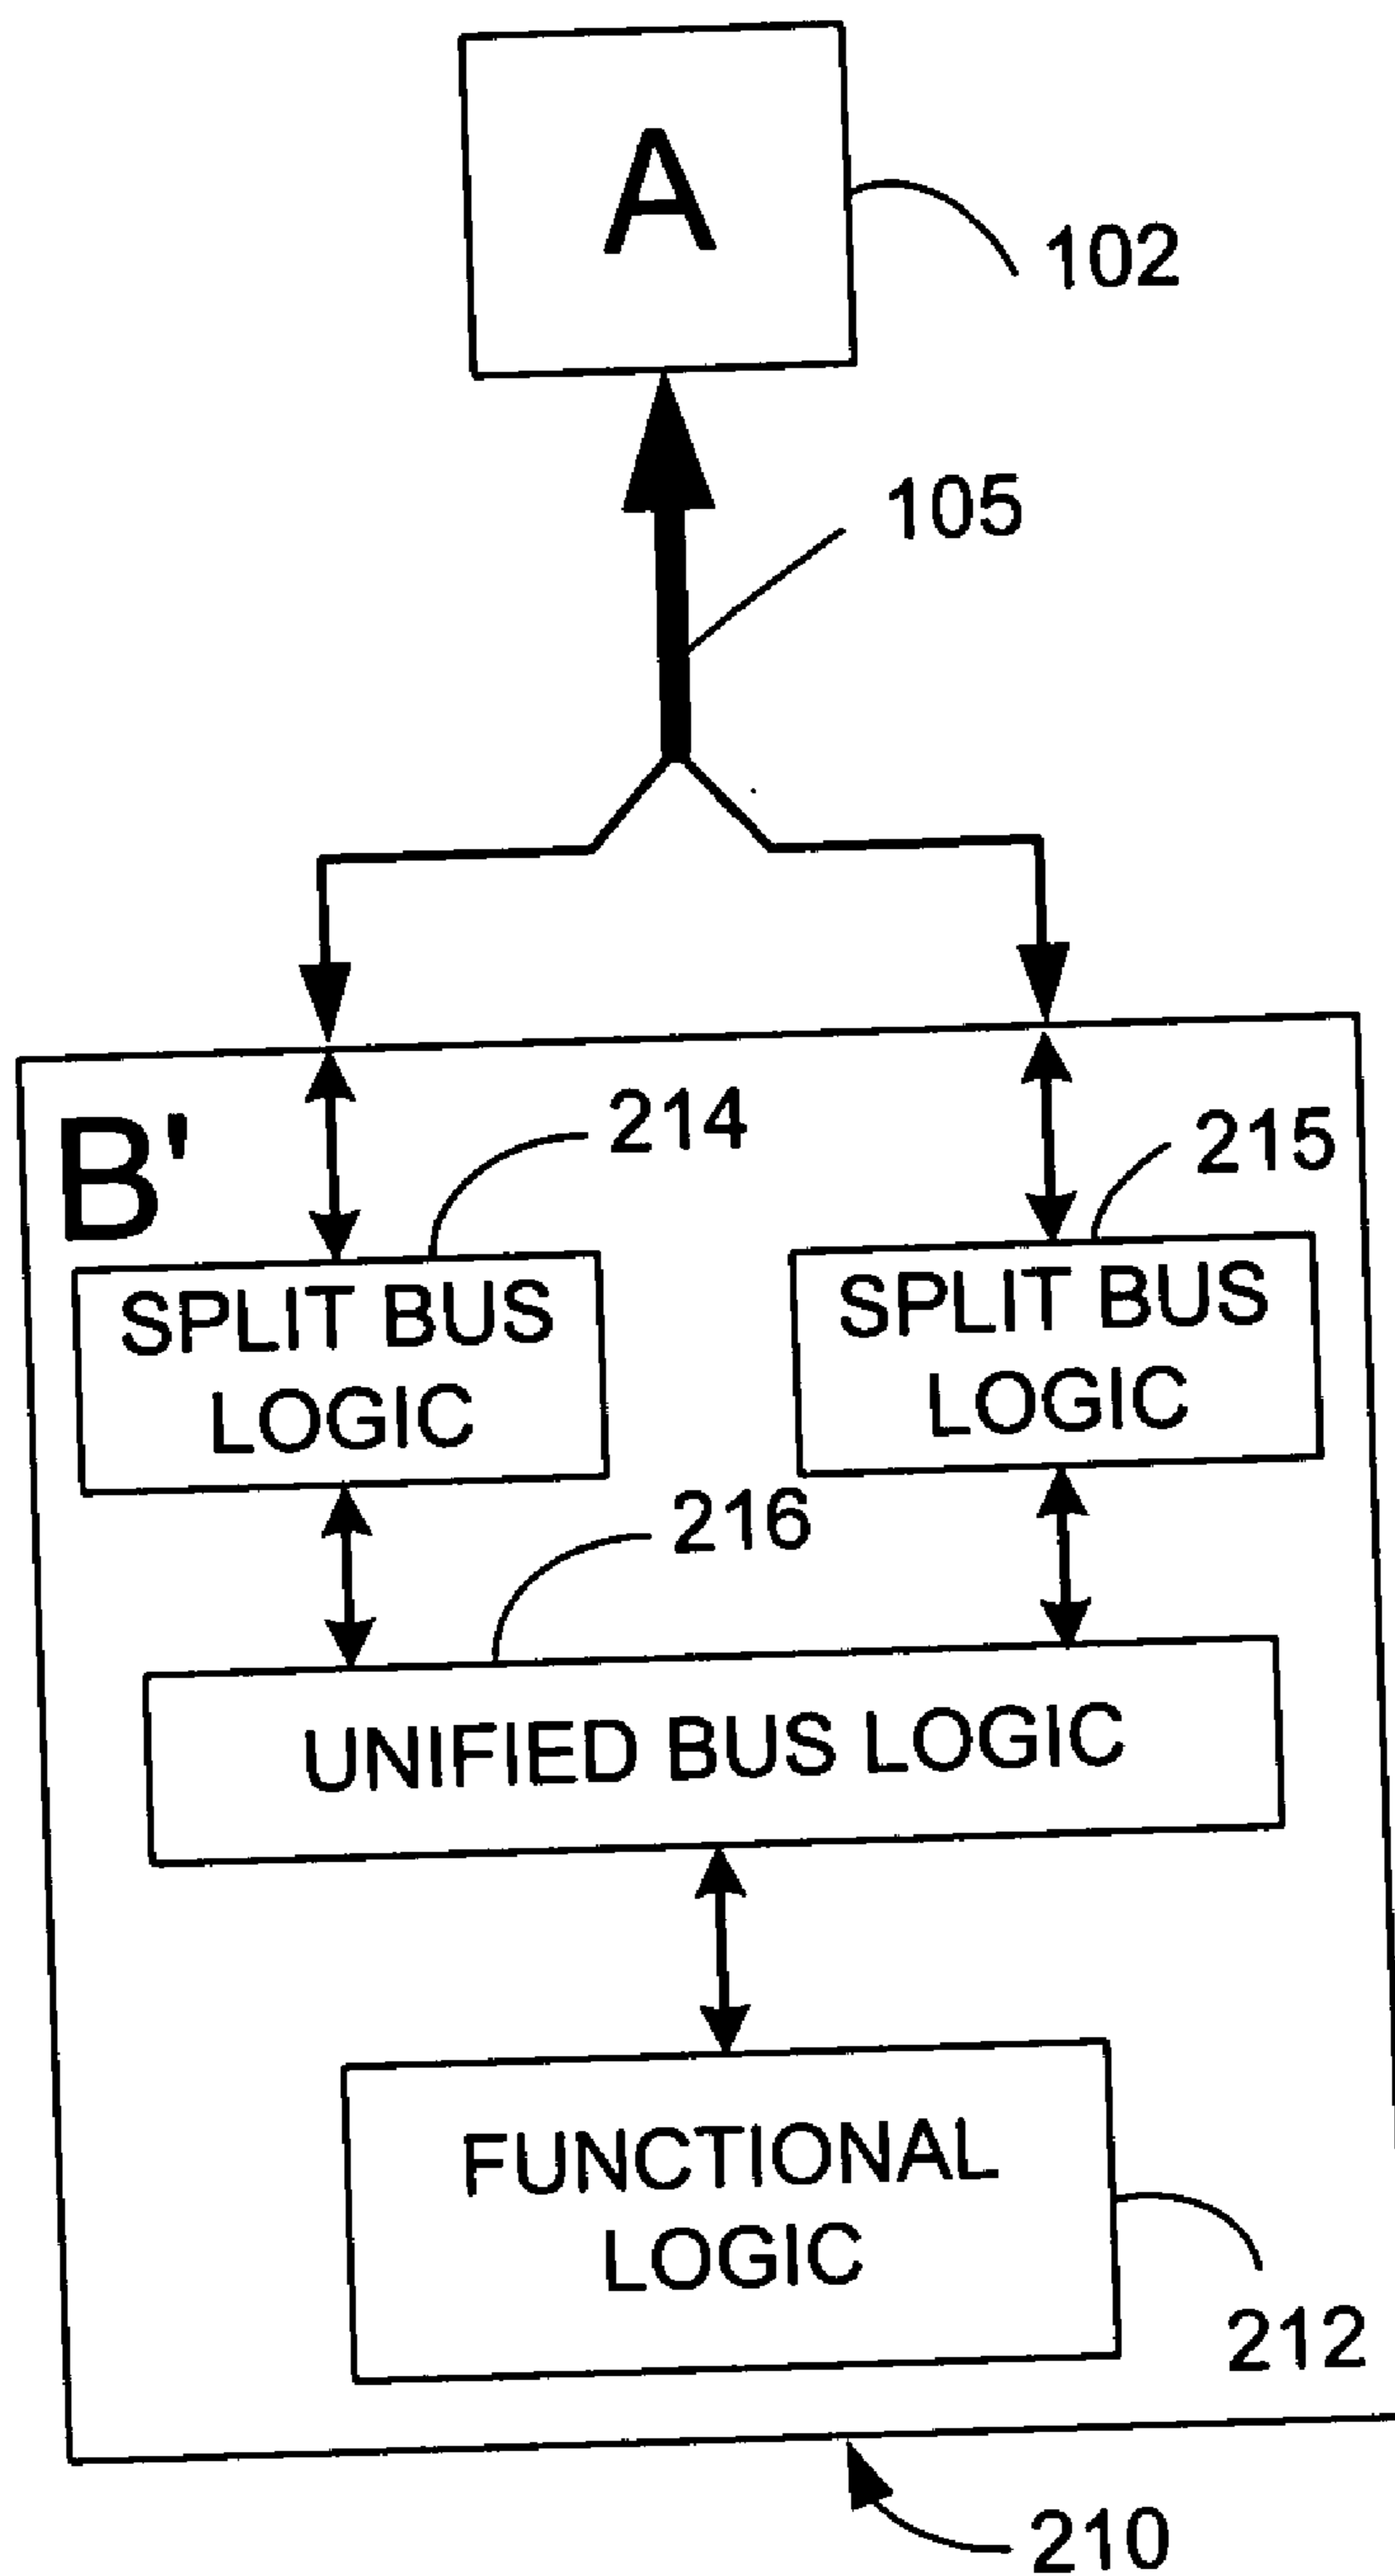 A
102
105
B'
214
215
SPLIT BUS
LOGIC
SPLIT BUS
LOGIC
216
UNIFIED BUS LOGIC
FUNCTIONAL
LOGIC
212
210